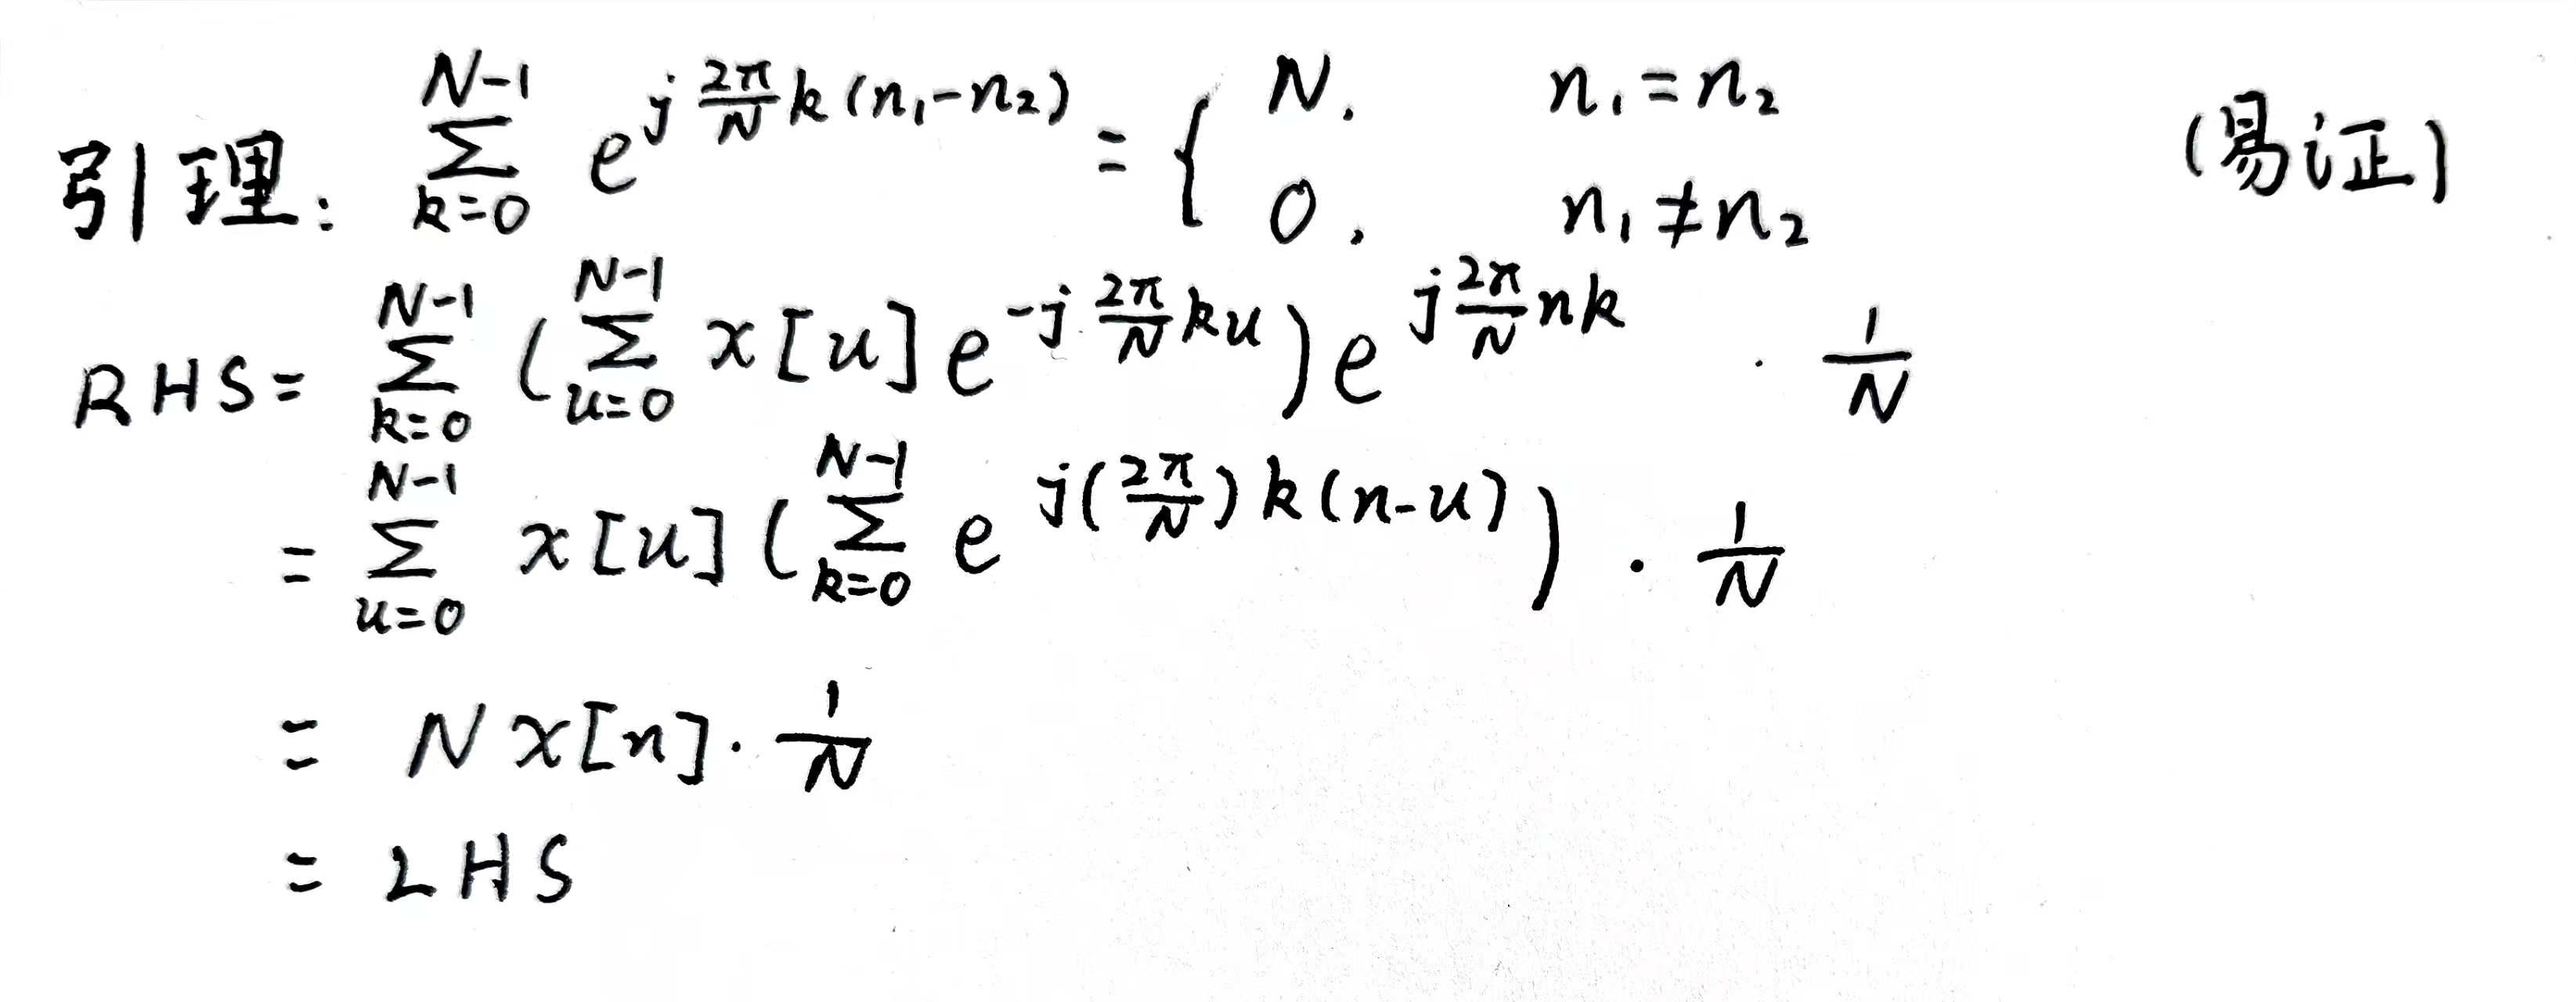 引理: \sum_{k=0}^{N-1} e^{j\frac{2\pi}{N}k(n_1-n_2)} = \begin{cases} N, & n_1=n_2 \\ 0, & n_1 \neq n_2 \end{cases} (易证)
RHS = \sum_{k=0}^{N-1} (\sum_{u=0}^{N-1} x[u] e^{-j\frac{2\pi}{N}ku}) e^{j\frac{2\pi}{N}nk} \cdot \frac{1}{N}
= \sum_{u=0}^{N-1} x[u] (\sum_{k=0}^{N-1} e^{j(\frac{2\pi}{N})k(n-u)}) \cdot \frac{1}{N}
= N x[n] \cdot \frac{1}{N}
= LHS